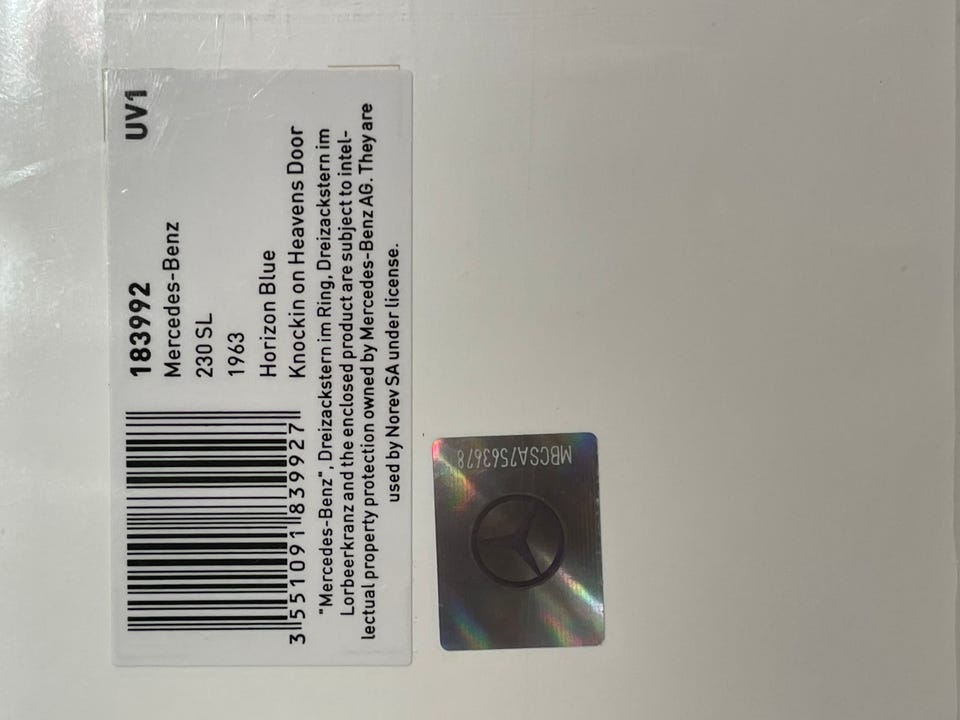 UV1
183992
Mercedes-Benz
230 SL
1963
Horizon Blue
Knockin on Heavens Door
3 551091 839927
"Mercedes-Benz", Dreizackstern im Ring, Dreizackstern im
Lorbeerkranz and the enclosed product are subject to intel-
lectual property protection owned by Mercedes-Benz AG. They are
used by Norev SA under license.
MBCSA7563678